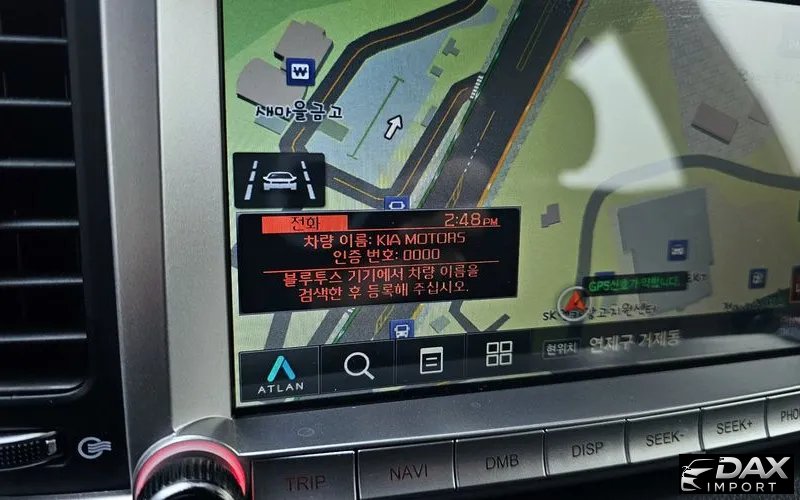 새마을금고
전화 2:48 PM
차량 이름: KIA MOTORS
인증 번호: 0000
블루투스 기기에서 차량 이름을
검색한 후 등록해 주십시오.
GPS신호가 약합니다.
ATLAN
현위치 연제구 거제동
TRIP NAVI DMB DISP SEEK- SEEK+
DAX
IMPORT